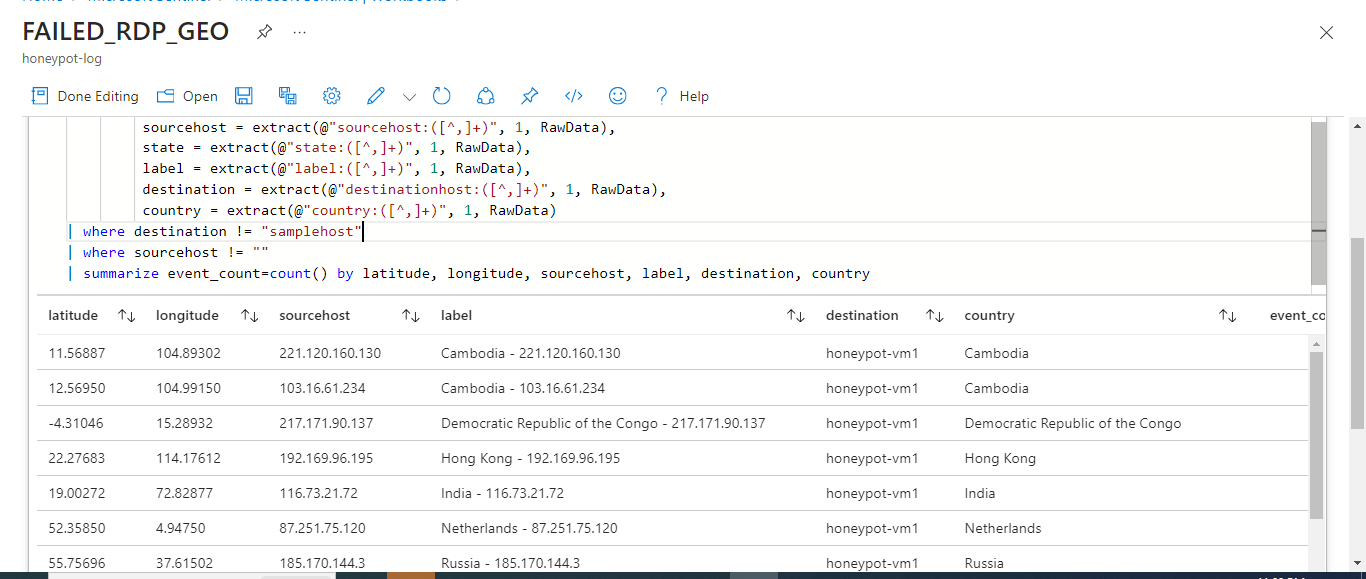 FAILED_RDP_GEO
honeypot-log
Done Editing Open Help
sourcehost = extract(@"sourcehost:([^,]+)", 1, RawData),
state = extract(@"state:([^,]+)", 1, RawData),
label = extract(@"label:([^,]+)", 1, RawData),
destination = extract(@"destinationhost:([^,]+)", 1, RawData),
country = extract(@"country:([^,]+)", 1, RawData)
| where destination != "samplehost"
| where sourcehost != ""
| summarize event_count=count() by latitude, longitude, sourcehost, label, destination, country
latitude longitude sourcehost label destination country event_co
11.56887 104.89302 221.120.160.130 Cambodia - 221.120.160.130 honeypot-vm1 Cambodia
12.56950 104.99150 103.16.61.234 Cambodia - 103.16.61.234 honeypot-vm1 Cambodia
-4.31046 15.28932 217.171.90.137 Democratic Republic of the Congo - 217.171.90.137 honeypot-vm1 Democratic Republic of the Congo
22.27683 114.17612 192.169.96.195 Hong Kong - 192.169.96.195 honeypot-vm1 Hong Kong
19.00272 72.82877 116.73.21.72 India - 116.73.21.72 honeypot-vm1 India
52.35850 4.94750 87.251.75.120 Netherlands - 87.251.75.120 honeypot-vm1 Netherlands
55.75696 37.61502 185.170.144.3 Russia - 185.170.144.3 honeypot-vm1 Russia